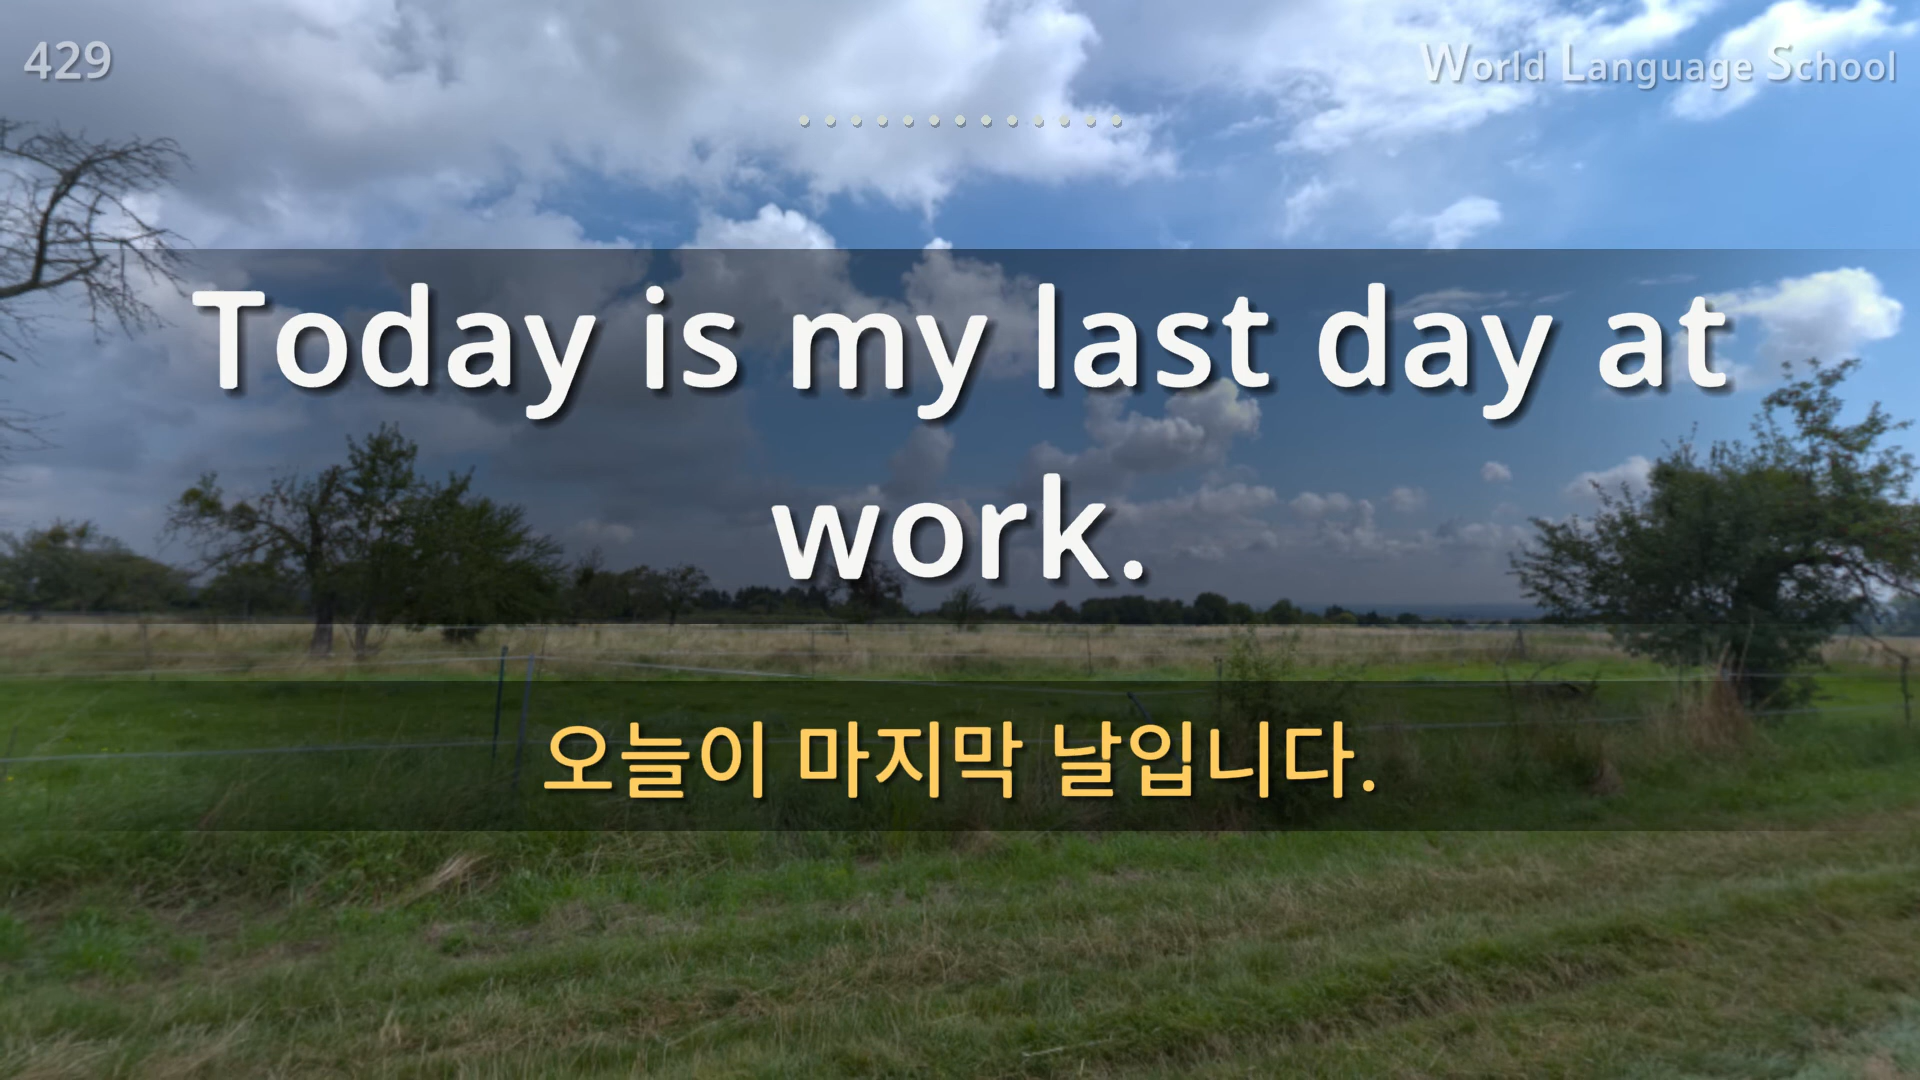 429
World Language School
Today is my last day at
work.
오늘이 마지막 날입니다.